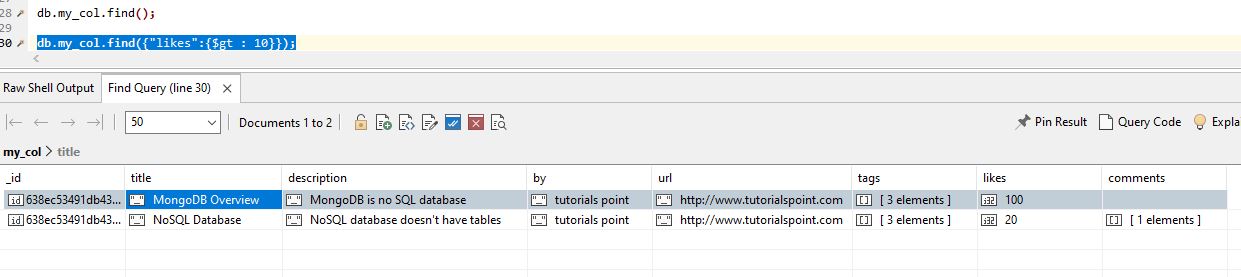 28 db.my_col.find();
29
30 db.my_col.find({"likes":{$gt : 10}});
Raw Shell Output Find Query (line 30) ×
50 Documents 1 to 2 Pin Result Query Code
my_col > title
_id title description by url tags likes comments
id 638ec53491db43... "_" MongoDB Overview "_" MongoDB is no SQL database "_" tutorials point "_" http://www.tutorialspoint.com [ 3 elements ] i32 100
id 638ec53491db43... "_" NoSQL Database "_" NoSQL database doesn't have tables "_" tutorials point "_" http://www.tutorialspoint.com [ 3 elements ] i32 20 [ 1 elements ]